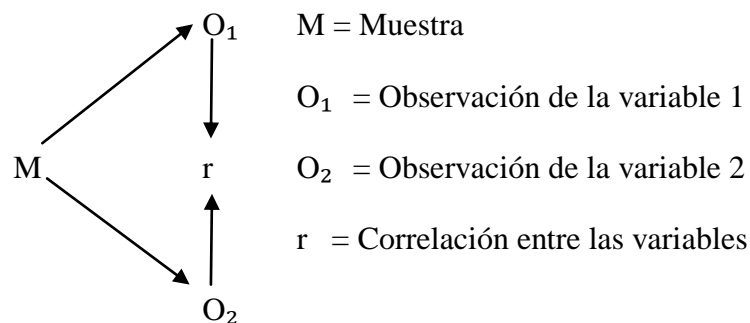 O₁ M = Muestra
O₁ = Observación de la variable 1
M r O₂ = Observación de la variable 2
r = Correlación entre las variables
O₂